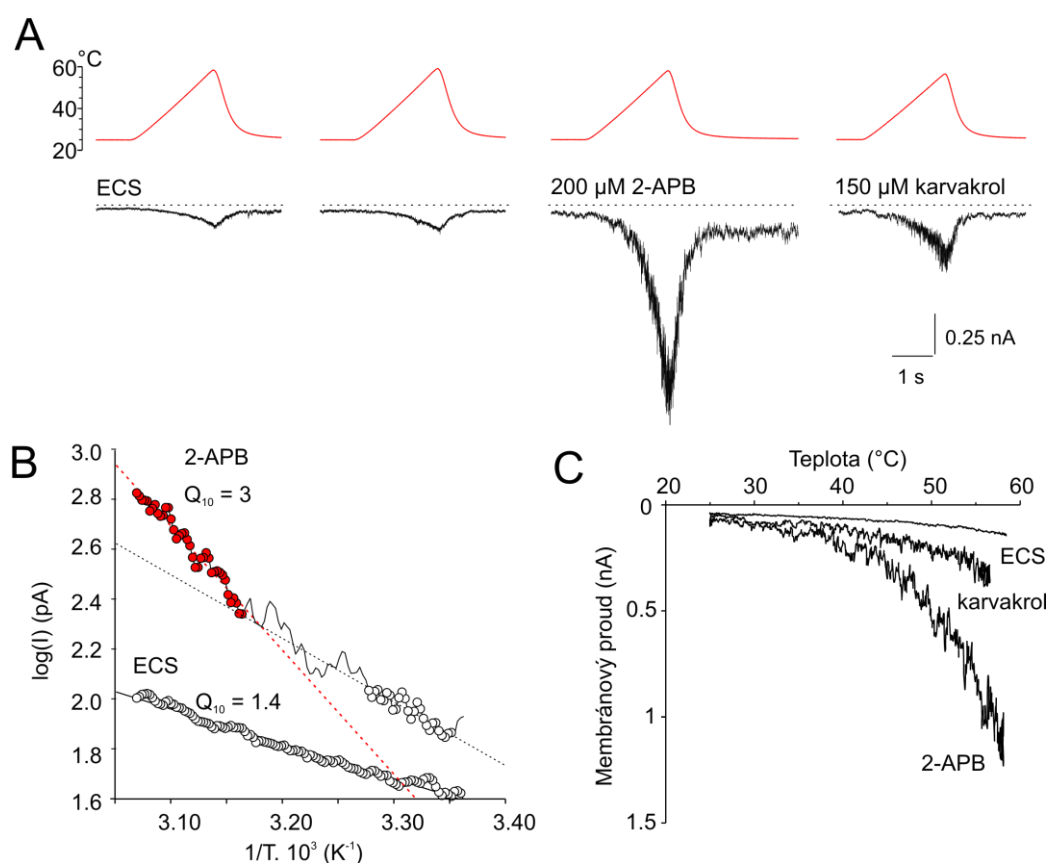 A
°C
60
40
20
ECS
200 µM 2-APB
150 µM karvakrol
0.25 nA
1 s
B
3.0
2.8
2.6
2.4
2.2
2.0
1.8
1.6
log(I) (pA)
2-APB
Q10 = 3
ECS
Q10 = 1.4
3.10 3.20 3.30 3.40
1/T. 10³ (K⁻¹)
C
Teplota (°C)
20 30 40 50 60
0
0.5
1
1.5
Membránový proud (nA)
ECS
karvakrol
2-APB